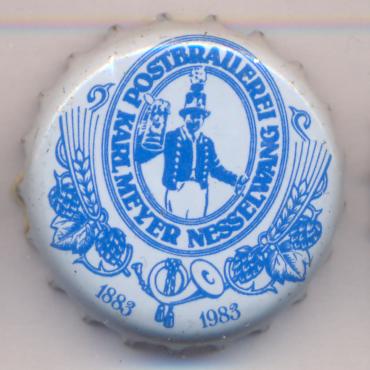 POSTBRAUEREI
KARL MEYER NESSELWANG
1883 1983